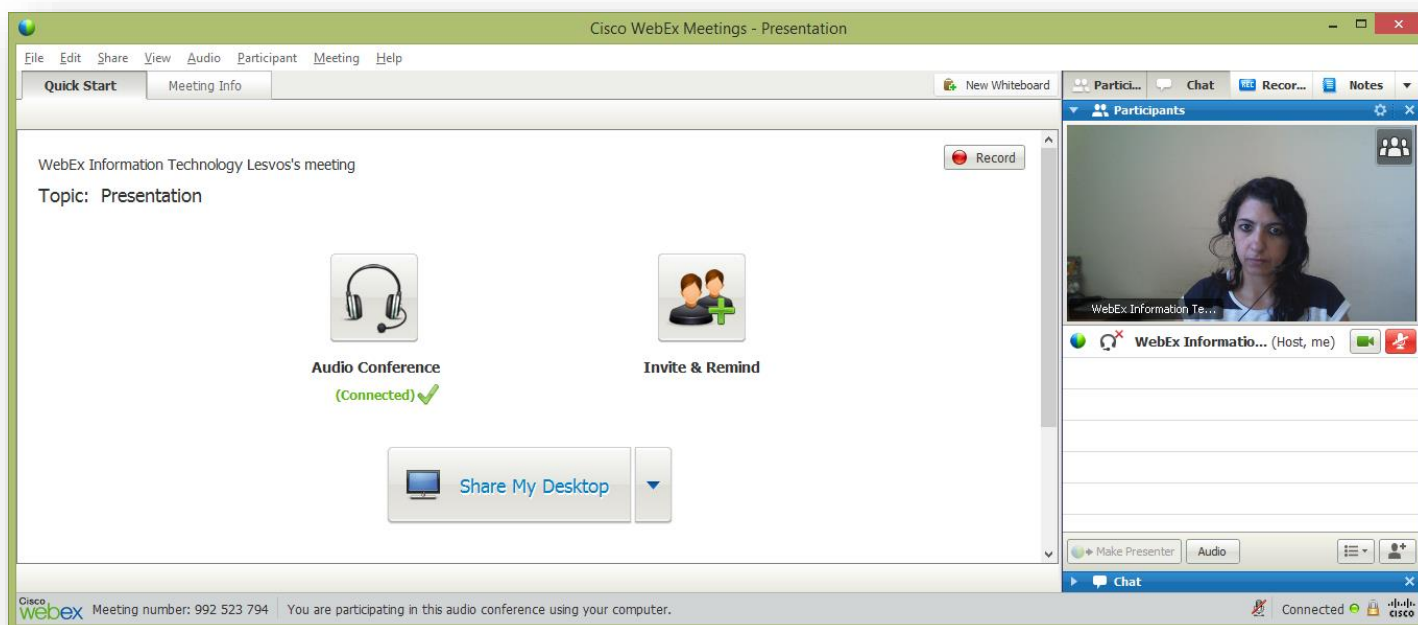 Cisco WebEx Meetings - Presentation
File Edit Share View Audio Participant Meeting Help
Quick Start Meeting Info New Whiteboard
Partici... Chat REC Recor... Notes
Participants
WebEx Information Technology Lesvos's meeting
Record
Topic: Presentation
WebEx Information Te...
Audio Conference
(Connected)
Invite & Remind
WebEx Informatio... (Host, me)
Share My Desktop
Make Presenter Audio
Chat
Cisco webex Meeting number: 992 523 794 You are participating in this audio conference using your computer. Connected CISCO